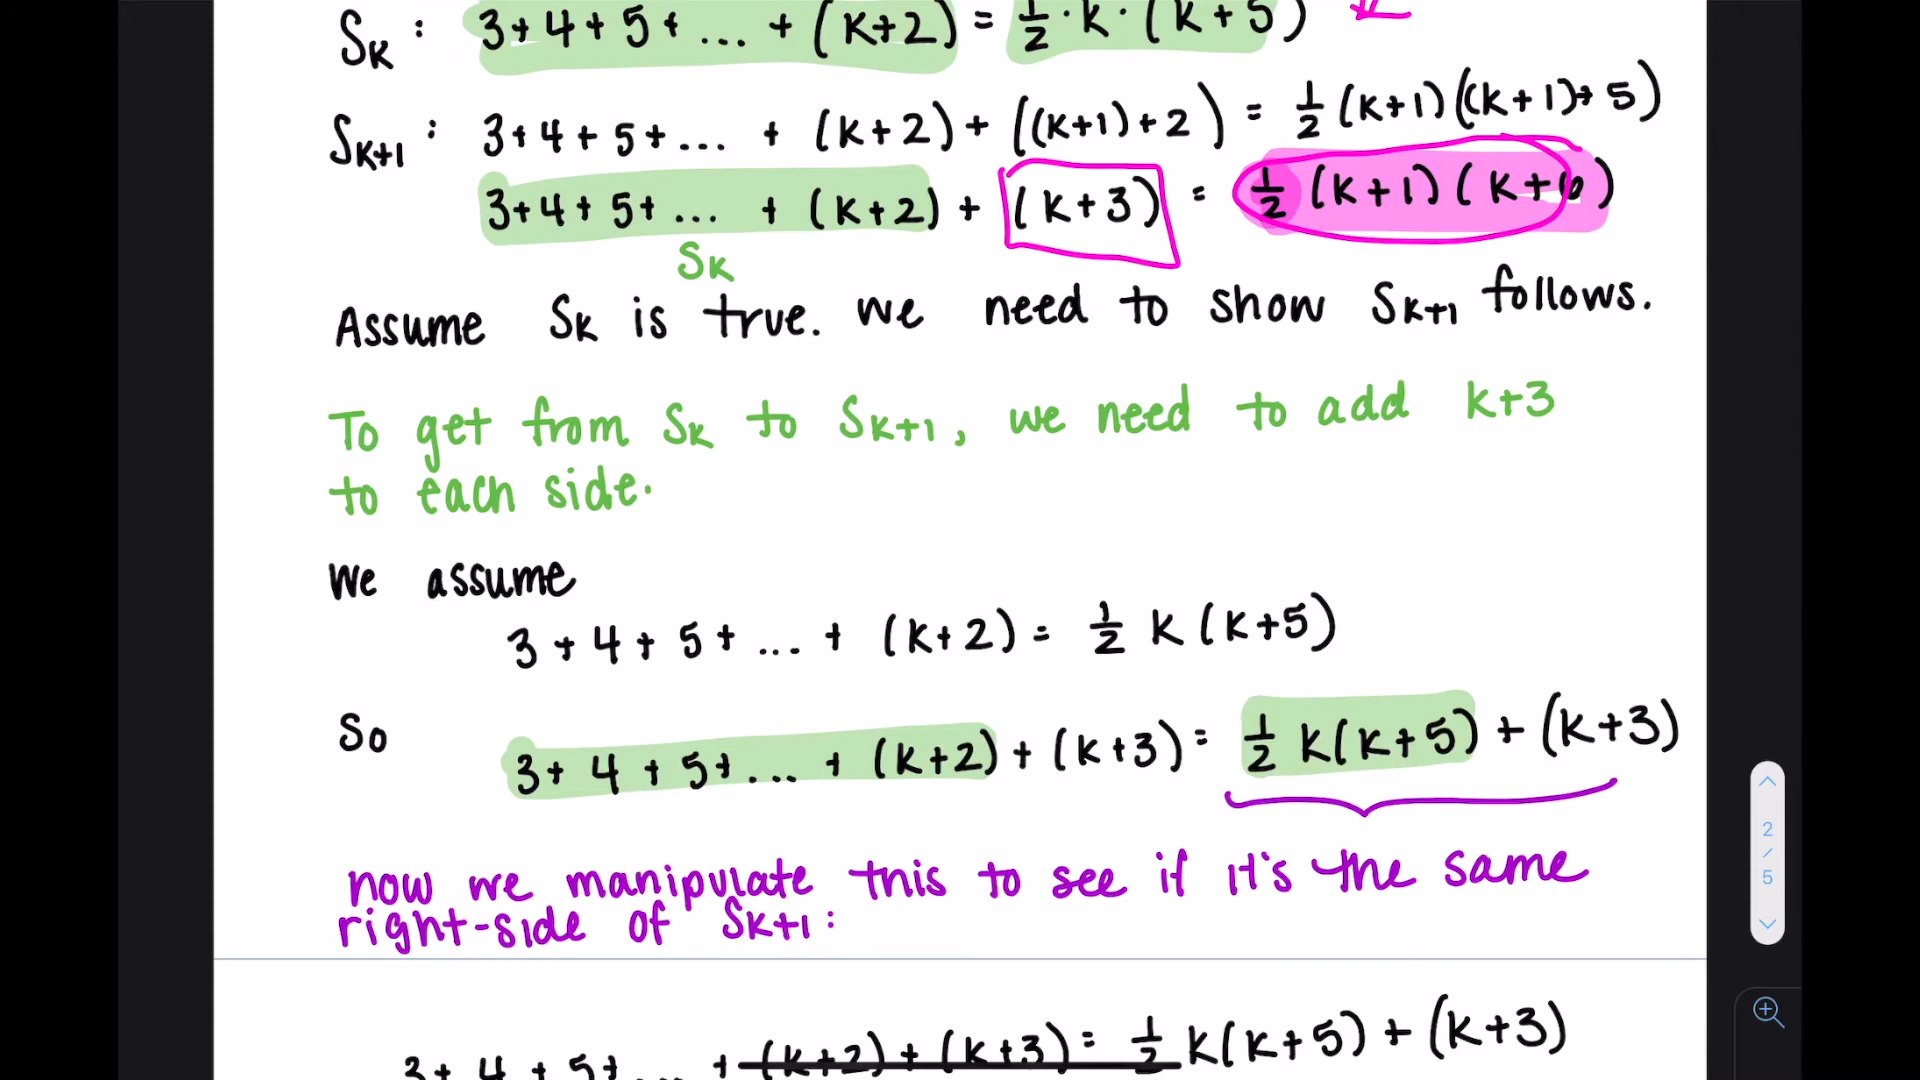 Sk : 3+4+5+ ... + (k+2) = 1/2 · k · (k+5)
Sk+1 : 3+4+5+ ... + (k+2) + ((k+1)+2) = 1/2 (k+1)((k+1)+5)
3+4+5+ ... + (k+2) + (k+3) = 1/2 (k+1)(k+6)
Sk
Assume Sk is true. We need to show Sk+1 follows.
To get from Sk to Sk+1, we need to add k+3
to each side.
We assume
3+4+5+ ... + (k+2) = 1/2 k(k+5)
So 3+4+5+ ... + (k+2) + (k+3) = 1/2 k(k+5) + (k+3)
now we manipulate this to see if it's the same
right-side of Sk+1:
2/5
3+4+5+ ... + (k+2) + (k+3) = 1/2 k(k+5) + (k+3)